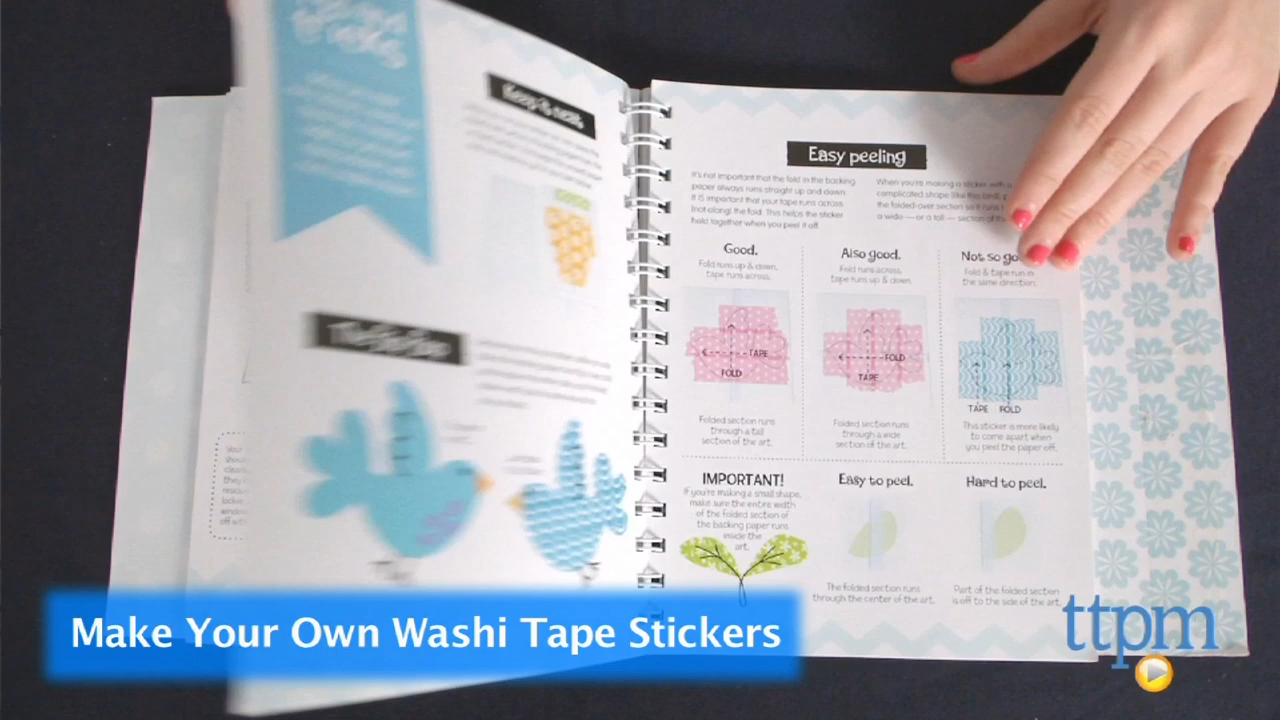 Keep it neat
GOOD
Easy peeling
It's not important that the fold in the backing
paper always runs straight up and down.
It IS important that your tape runs across
(not along) the fold. This helps the sticker
hold together when you peel it off.
When you're making a sticker with a
complicated shape (like this bird), p
the folded-over section so it runs
a wide — or a tall — section of th
Good.
Fold runs up & down,
tape runs across.
TAPE
FOLD
Folded section runs
through a tall
section of the art.
Also good.
Fold runs across,
tape runs up & down.
FOLD
TAPE
Folded section runs
through a wide
section of the art.
Not so go
Fold & tape run in
the same direction.
TAPE FOLD
This sticker is more likely
to come apart when
you peel the paper off.
IMPORTANT!
If you're making a small shape,
make sure the entire width
of the folded section of
the backing paper runs
inside the
art.
Easy to peel.
The folded section runs
through the center of the art.
Hard to peel.
Part of the folded section
is off to the side of the art.
Make Your Own Washi Tape Stickers
ttpm